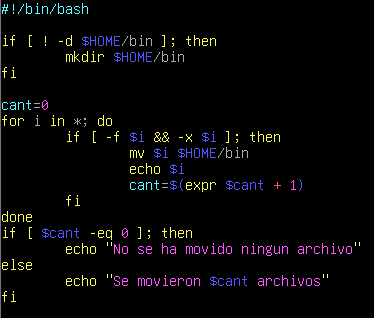 #!/bin/bash
if [ ! -d $HOME/bin ]; then
mkdir $HOME/bin
fi
cant=0
for i in *; do
if [ -f $i && -x $i ]; then
mv $i $HOME/bin
echo $i
cant=$(expr $cant + 1)
fi
done
if [ $cant -eq 0 ]; then
echo "No se ha movido ningun archivo"
else
echo "Se movieron $cant archivos"
fi